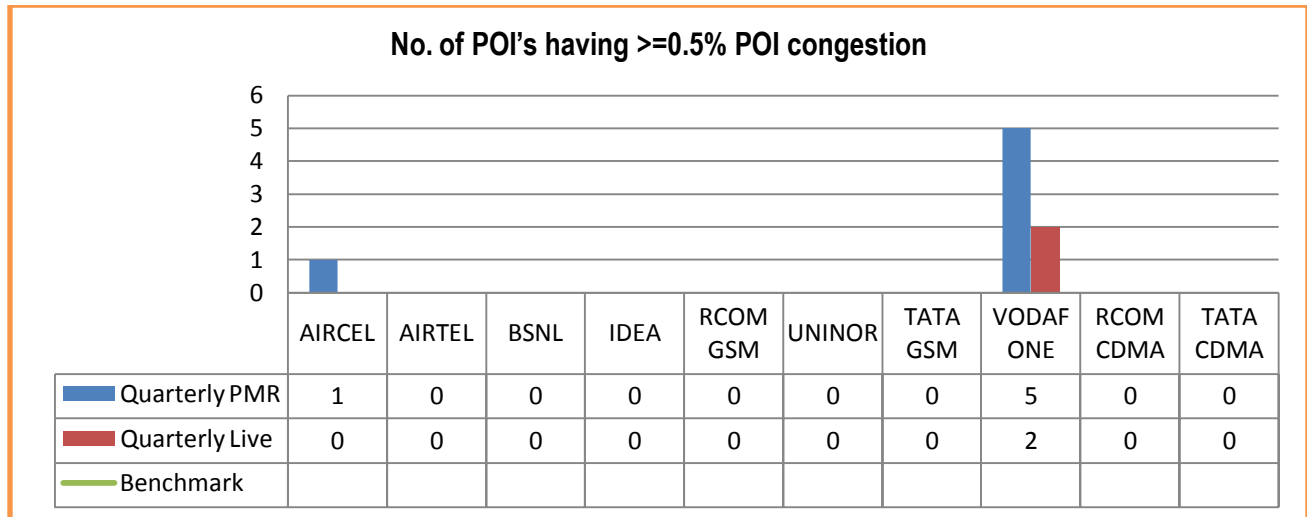 No. of POI's having >=0.5% POI congestion
6
5
4
3
2
1
0
AIRCEL AIRTEL BSNL IDEA RCOM GSM UNINOR TATA GSM VODAF ONE RCOM CDMA TATA CDMA
Quarterly PMR 1 0 0 0 0 0 0 5 0 0
Quarterly Live 0 0 0 0 0 0 0 2 0 0
Benchmark